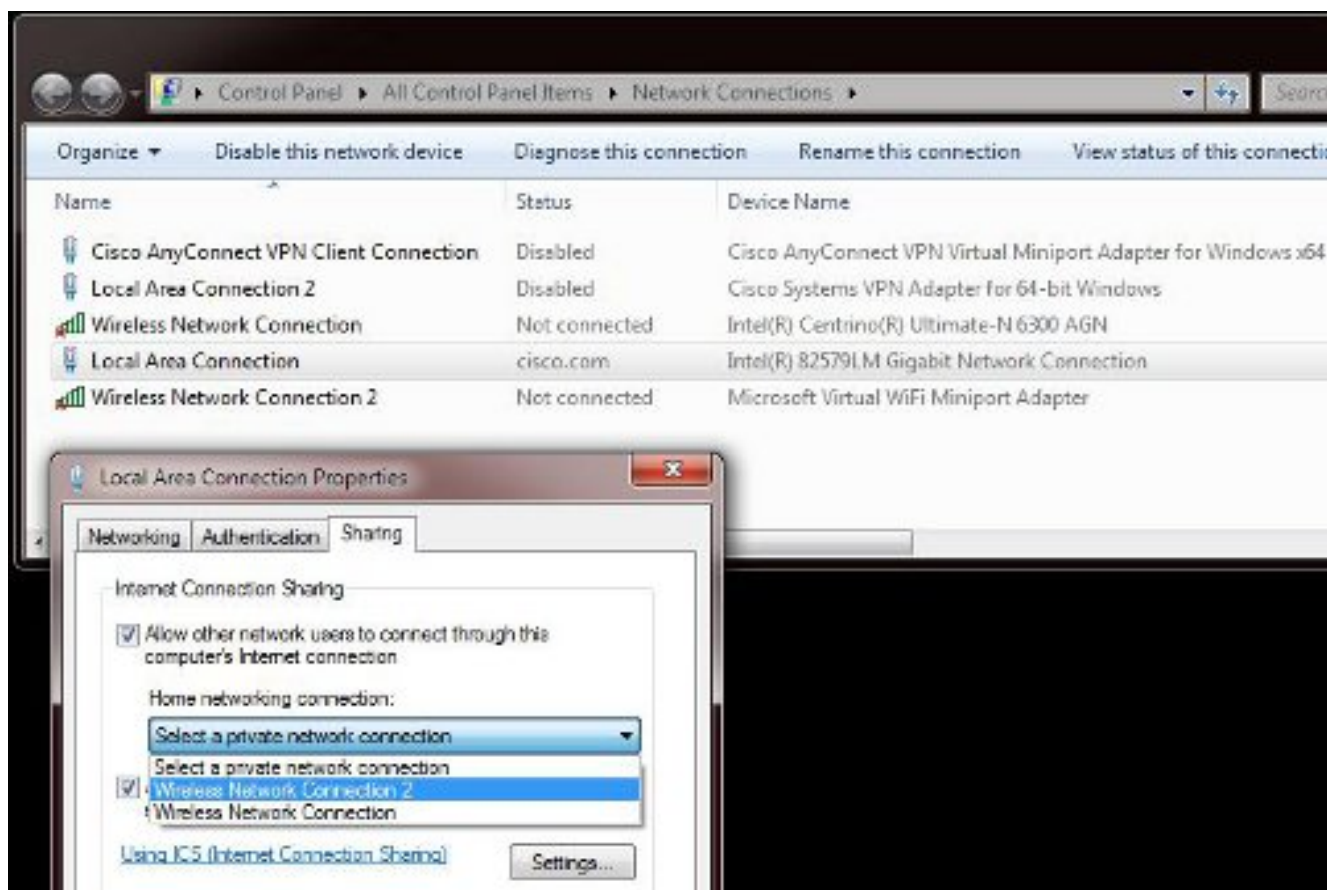 Control Panel ▸ All Control Panel Items ▸ Network Connections ▸
Organize Disable this network device Diagnose this connection Rename this connection View status of this
Name Status Device Name
Cisco AnyConnect VPN Client Connection Disabled Cisco AnyConnect VPN Virtual Miniport Adapter for Windows x64
Local Area Connection 2 Disabled Cisco Systems VPN Adapter for 64-bit Windows
Wireless Network Connection Not connected Intel(R) Centrino(R) Ultimate-N 6300 AGN
Local Area Connection cisco.com Intel(R) 82579LM Gigabit Network Connection
Wireless Network Connection 2 Not connected Microsoft Virtual WiFi Miniport Adapter
Local Area Connection Properties
Networking Authentication Sharing
Internet Connection Sharing
Allow other network users to connect through this
computer's Internet connection
Home networking connection:
Select a private network connection
Select a private network connection
Wireless Network Connection 2
Wireless Network Connection
Using ICS (Internet Connection Sharing)
Settings...